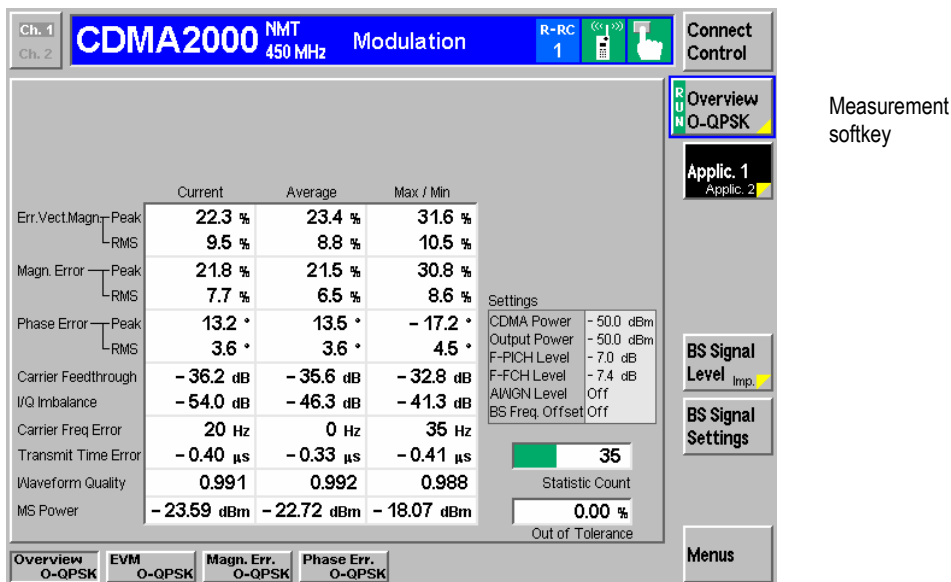 Ch. 1
Ch. 2
CDMA2000 NMT 450 MHz Modulation
R-RC
1
Connect
Control
RUN
Overview
O-QPSK
Measurement
softkey
Applic. 1
Applic. 2
Current Average Max / Min
Err.Vect.Magn. Peak 22.3 % 23.4 % 31.6 %
RMS 9.5 % 8.8 % 10.5 %
Magn. Error Peak 21.8 % 21.5 % 30.8 %
RMS 7.7 % 6.5 % 8.6 %
Phase Error Peak 13.2 ° 13.5 ° – 17.2 °
RMS 3.6 ° 3.6 ° 4.5 °
Carrier Feedthrough – 36.2 dB – 35.6 dB – 32.8 dB
I/Q Imbalance – 54.0 dB – 46.3 dB – 41.3 dB
Carrier Freq Error 20 Hz 0 Hz 35 Hz
Transmit Time Error – 0.40 µs – 0.33 µs – 0.41 µs
Waveform Quality 0.991 0.992 0.988
MS Power – 23.59 dBm – 22.72 dBm – 18.07 dBm
Settings
CDMA Power – 50.0 dBm
Output Power – 50.0 dBm
F-PICH Level – 7.0 dB
F-FCH Level – 7.4 dB
AWGN Level Off
BS Freq. Offset Off
35
Statistic Count
0.00 %
Out of Tolerance
BS Signal
Level Imp.
BS Signal
Settings
Menus
Overview
O-QPSK
EVM
O-QPSK
Magn. Err.
O-QPSK
Phase Err.
O-QPSK